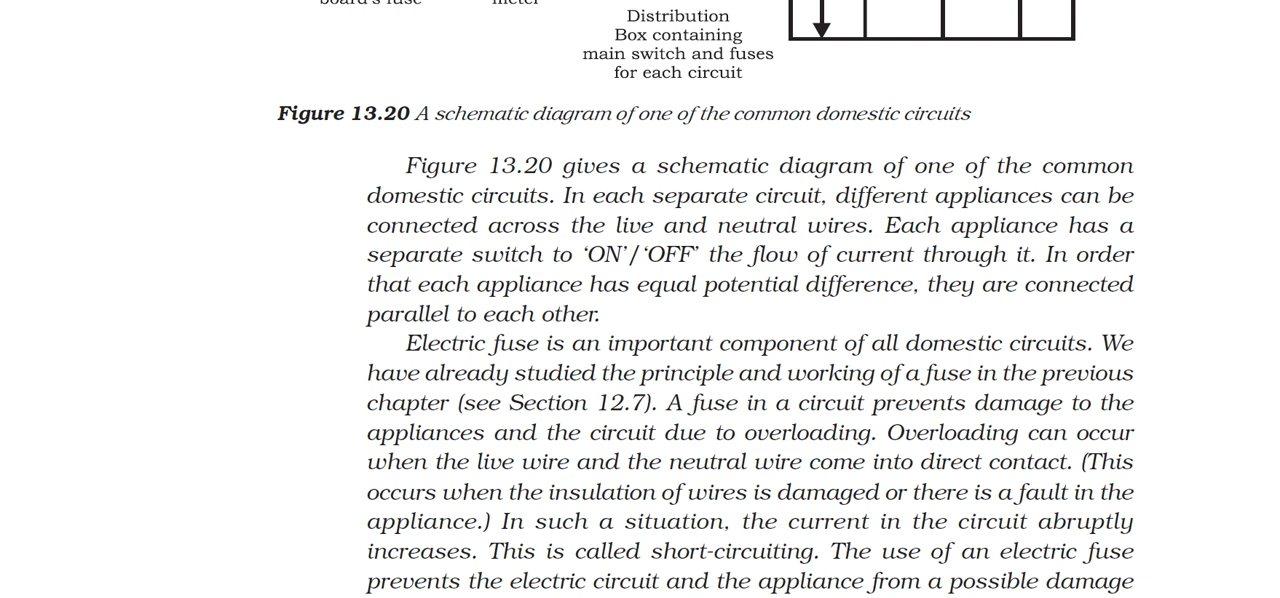 board's fuse
meter
Distribution
Box containing
main switch and fuses
for each circuit
Figure 13.20 A schematic diagram of one of the common domestic circuits
Figure 13.20 gives a schematic diagram of one of the common
domestic circuits. In each separate circuit, different appliances can be
connected across the live and neutral wires. Each appliance has a
separate switch to ‘ON’/‘OFF’ the flow of current through it. In order
that each appliance has equal potential difference, they are connected
parallel to each other.
Electric fuse is an important component of all domestic circuits. We
have already studied the principle and working of a fuse in the previous
chapter (see Section 12.7). A fuse in a circuit prevents damage to the
appliances and the circuit due to overloading. Overloading can occur
when the live wire and the neutral wire come into direct contact. (This
occurs when the insulation of wires is damaged or there is a fault in the
appliance.) In such a situation, the current in the circuit abruptly
increases. This is called short-circuiting. The use of an electric fuse
prevents the electric circuit and the appliance from a possible damage